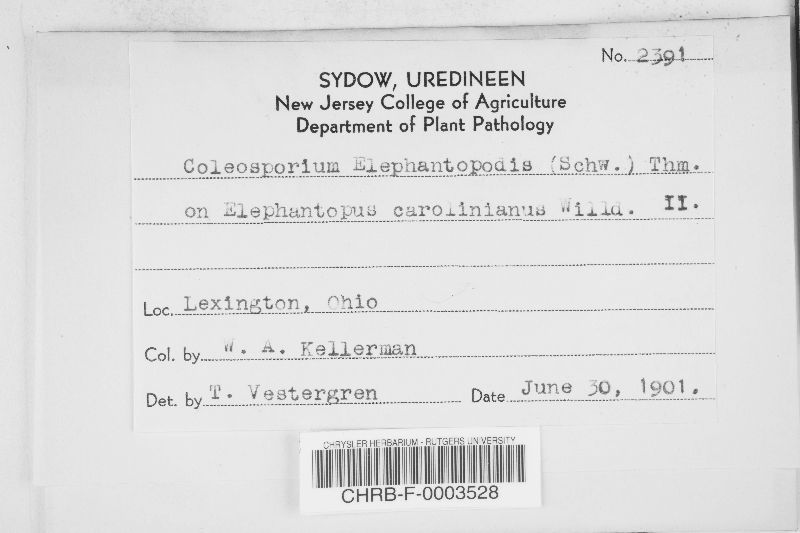 No. 2391
SYDOW, UREDINEEN
New Jersey College of Agriculture
Department of Plant Pathology
Coleosporium Elephantopodis (Schw.) Thm.
on Elephantopus carolinianus Willd. II.
Loc. Lexington, Ohio
Col. by W. A. Kellerman
Det. by T. Vestergren Date June 30, 1901.
CHRYSLER HERBARIUM - RUTGERS UNIVERSITY
CHRB-F-0003528